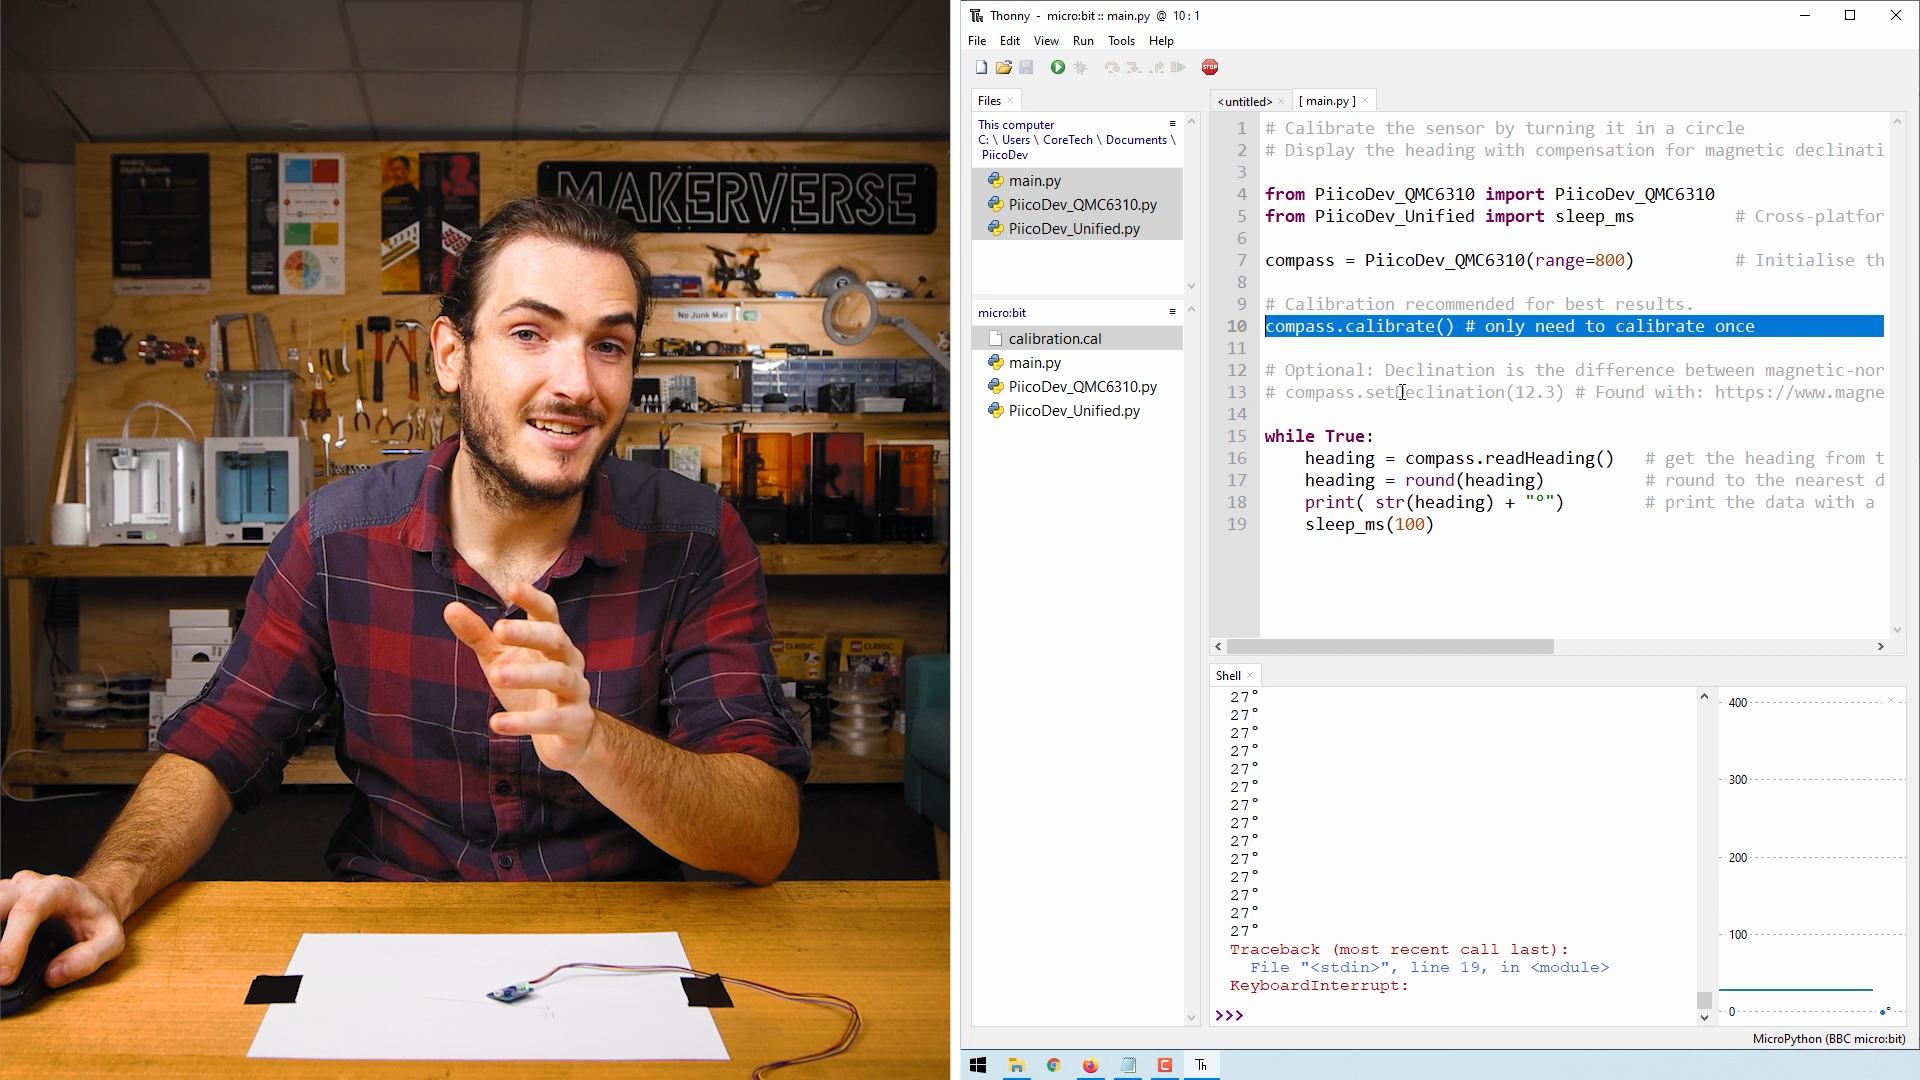 MAKERVERSE
No Junk Mail
Thonny - micro:bit :: main.py @ 10 : 1
File Edit View Run Tools Help
Files
<untitled>
[ main.py ]
This computer
C: \ Users \ CoreTech \ Documents \
PiicoDev
main.py
PiicoDev_QMC6310.py
PiicoDev_Unified.py
micro:bit
calibration.cal
main.py
PiicoDev_QMC6310.py
PiicoDev_Unified.py
1 # Calibrate the sensor by turning it in a circle
2 # Display the heading with compensation for magnetic declinati
3
4 from PiicoDev_QMC6310 import PiicoDev_QMC6310
5 from PiicoDev_Unified import sleep_ms # Cross-platfor
6
7 compass = PiicoDev_QMC6310(range=800) # Initialise th
8
9 # Calibration recommended for best results.
10 compass.calibrate() # only need to calibrate once
11
12 # Optional: Declination is the difference between magnetic-nor
13 # compass.setDeclination(12.3) # Found with: https://www.magne
14
15 while True:
16 heading = compass.readHeading() # get the heading from t
17 heading = round(heading) # round to the nearest d
18 print( str(heading) + "°") # print the data with a
19 sleep_ms(100)
Shell
27°
27°
27°
27°
27°
27°
27°
27°
27°
27°
27°
27°
27°
27°
Traceback (most recent call last):
File "<stdin>", line 19, in <module>
KeyboardInterrupt:
>>>
400
300
200
100
0
MicroPython (BBC micro:bit)